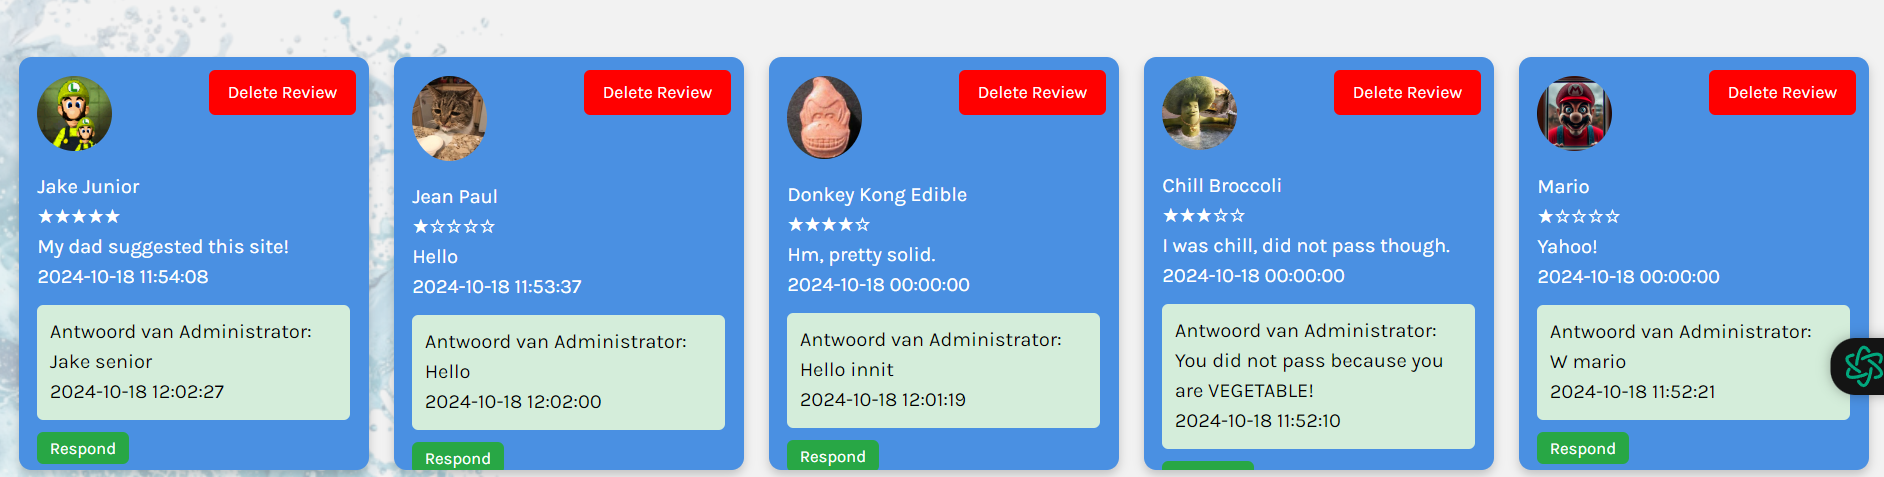 Delete Review
Jake Junior
★★★★★
My dad suggested this site!
2024-10-18 11:54:08
Antwoord van Administrator:
Jake senior
2024-10-18 12:02:27
Respond
Delete Review
Jean Paul
★☆☆☆☆
Hello
2024-10-18 11:53:37
Antwoord van Administrator:
Hello
2024-10-18 12:02:00
Respond
Delete Review
Donkey Kong Edible
★★★★☆
Hm, pretty solid.
2024-10-18 00:00:00
Antwoord van Administrator:
Hello innit
2024-10-18 12:01:19
Respond
Delete Review
Chill Broccoli
★★★☆☆
I was chill, did not pass though.
2024-10-18 00:00:00
Antwoord van Administrator:
You did not pass because you
are VEGETABLE!
2024-10-18 11:52:10
Delete Review
Mario
★☆☆☆☆
Yahoo!
2024-10-18 00:00:00
Antwoord van Administrator:
W mario
2024-10-18 11:52:21
Respond